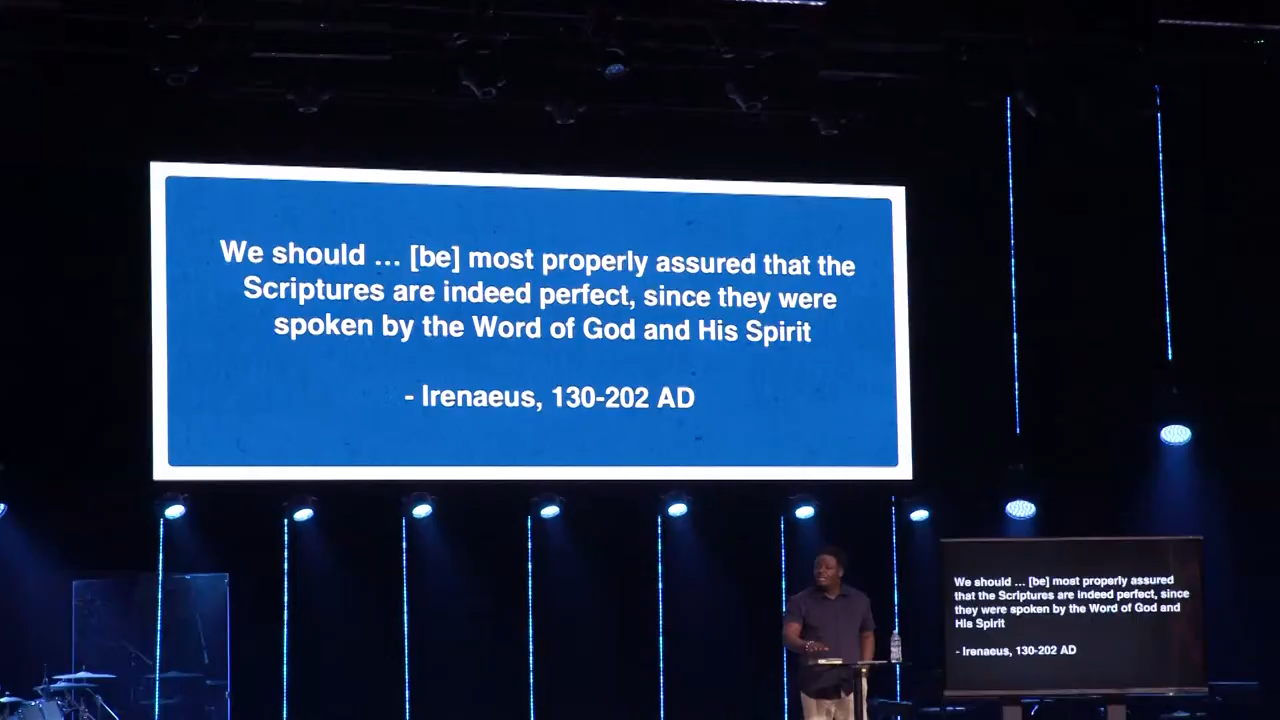 We should ... [be] most properly assured that the
Scriptures are indeed perfect, since they were
spoken by the Word of God and His Spirit
- Irenaeus, 130-202 AD
We should ... [be] most properly assured
that the Scriptures are indeed perfect, since
they were spoken by the Word of God and
His Spirit
- Irenaeus, 130-202 AD